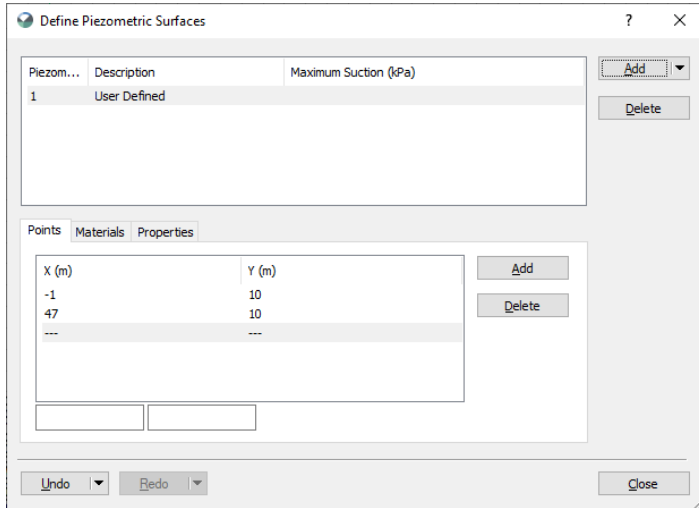 Define Piezometric Surfaces ? ×
Piezom... Description Maximum Suction (kPa)
1 User Defined
Add
Delete
Points Materials Properties
X (m) Y (m)
-1 10
47 10
--- ---
Add
Delete
Undo Redo Close